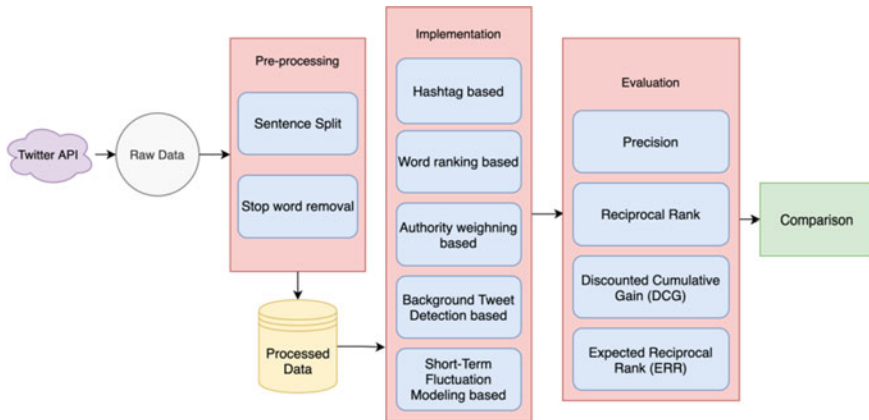 Twitter API
Raw Data
Pre-processing
Sentence Split
Stop word removal
Processed
Data
Implementation
Hashtag based
Word ranking based
Authority weighning
based
Background Tweet
Detection based
Short-Term
Fluctuation
Modeling based
Evaluation
Precision
Reciprocal Rank
Discounted Cumulative
Gain (DCG)
Expected Reciprocal
Rank (ERR)
Comparison